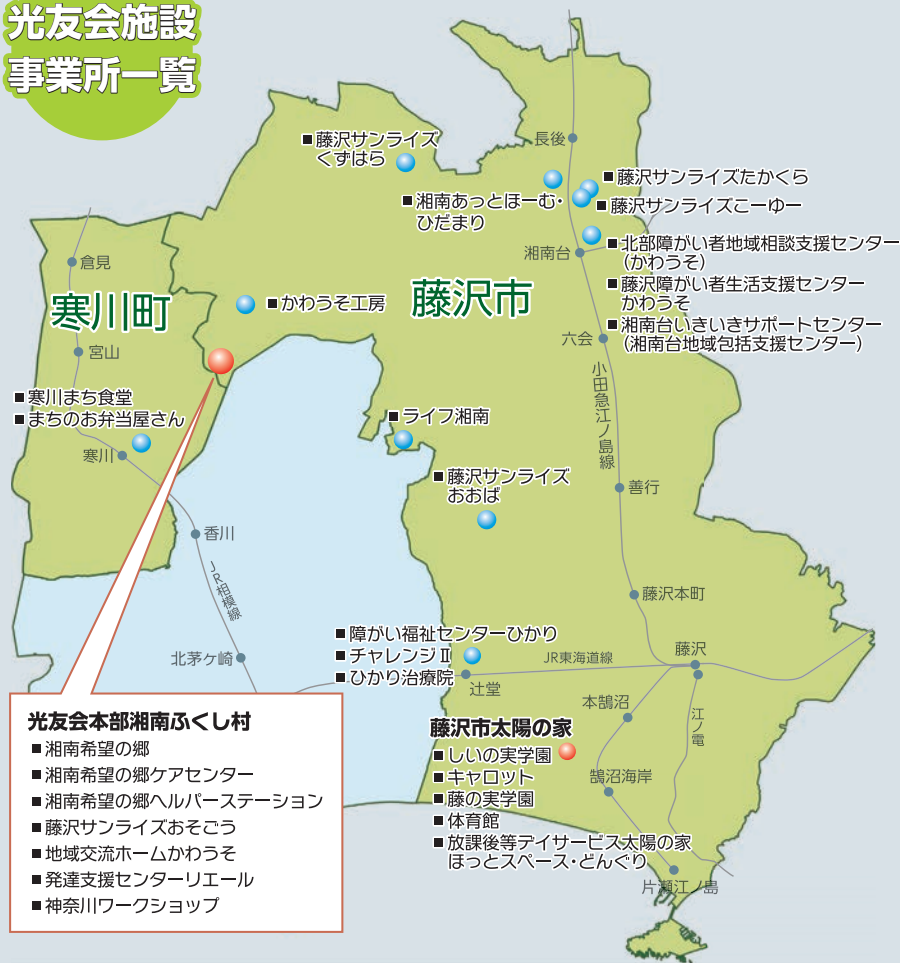 光友会施設
事業所一覧
長後
■藤沢サンライズ
くずはら
■藤沢サンライズたかくら
■湘南あっとほーむ・
ひだまり
■藤沢サンライズこーゆー
湘南台
■北部障がい者地域相談支援センター
（かわうそ）
■藤沢障がい者生活支援センター
かわうそ
■湘南台いきいきサポートセンター
（湘南台地域包括支援センター）
倉見
寒川町
藤沢市
■かわうそ工房
宮山
六会
小田急江ノ島線
■寒川まち食堂
■まちのお弁当屋さん
寒川
■ライフ湘南
■藤沢サンライズ
おおば
善行
香川
JR相模線
藤沢本町
北茅ケ崎
■障がい福祉センターひかり
■チャレンジⅡ
■ひかり治療院
辻堂
JR東海道線
藤沢
本鵠沼
江ノ電
鵠沼海岸
片瀬江ノ島
光友会本部湘南ふくし村
■湘南希望の郷
■湘南希望の郷ケアセンター
■湘南希望の郷ヘルパーステーション
■藤沢サンライズおそごう
■地域交流ホームかわうそ
■発達支援センターリエール
■神奈川ワークショップ
藤沢市太陽の家
■しいの実学園
■キャロット
■藤の実学園
■体育館
■放課後等デイサービス太陽の家
ほっとスペース・どんぐり